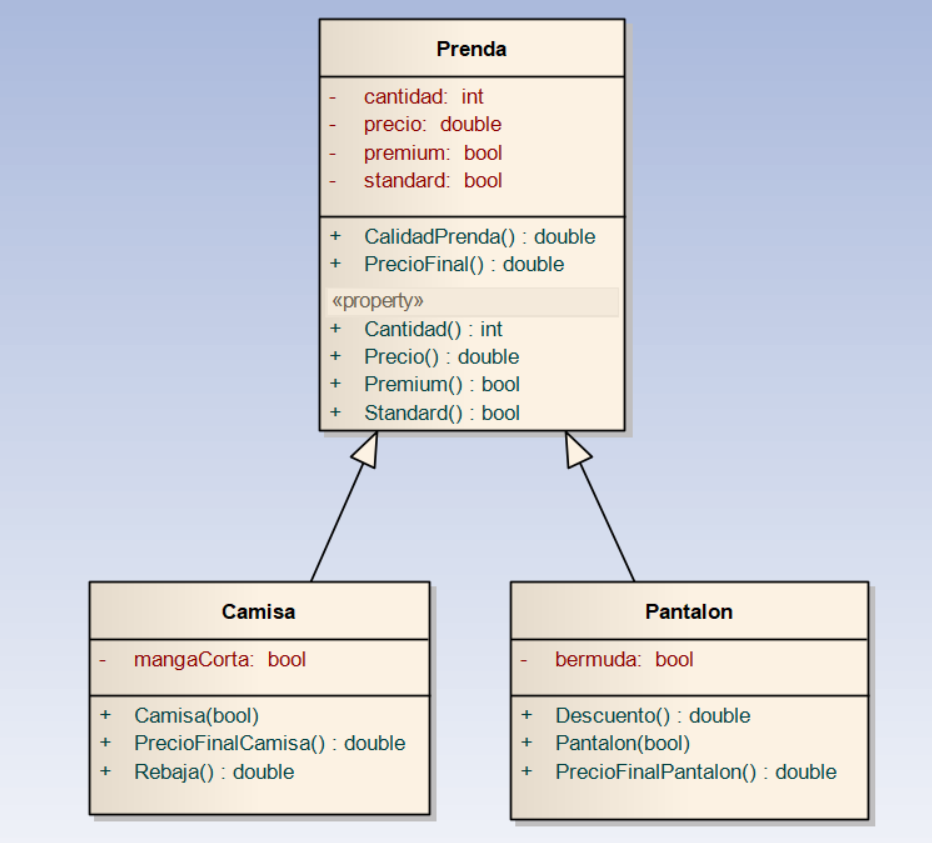 Prenda
- cantidad: int
- precio: double
- premium: bool
- standard: bool
+ CalidadPrenda() : double
+ PrecioFinal() : double
«property»
+ Cantidad() : int
+ Precio() : double
+ Premium() : bool
+ Standard() : bool
Camisa
- mangaCorta: bool
+ Camisa(bool)
+ PrecioFinalCamisa() : double
+ Rebaja() : double
Pantalon
- bermuda: bool
+ Descuento() : double
+ Pantalon(bool)
+ PrecioFinalPantalon() : double